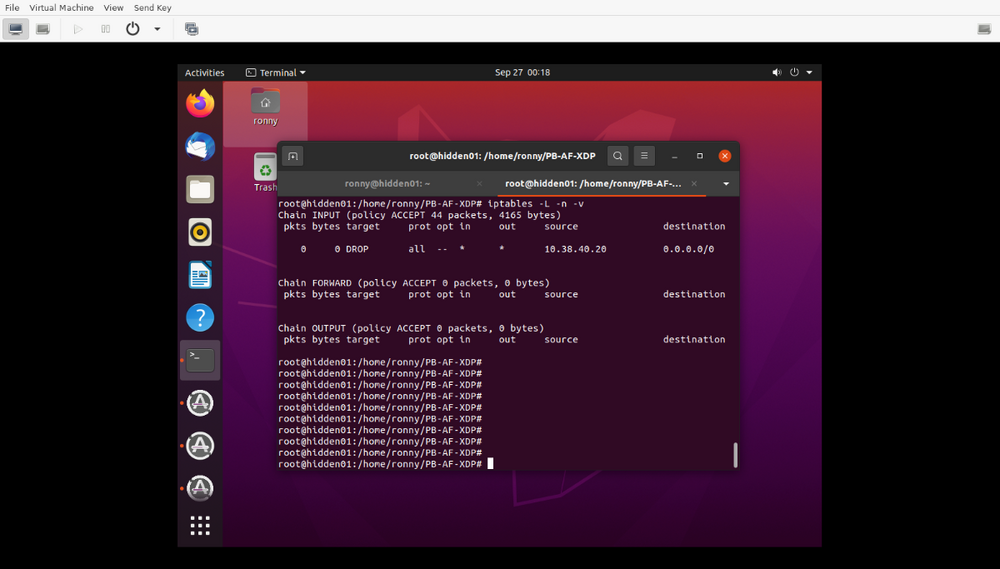 File Virtual Machine View Send Key
Activities Terminal Sep 27 00:18
ronny
Trash
root@hidden01: /home/ronny/PB-AF-XDP
ronny@hidden01: ~ root@hidden01: /home/ronny/PB-AF-...
root@hidden01:/home/ronny/PB-AF-XDP# iptables -L -n -v
Chain INPUT (policy ACCEPT 44 packets, 4165 bytes)
pkts bytes target prot opt in out source destination
0 0 DROP all -- * * 10.38.40.20 0.0.0.0/0
Chain FORWARD (policy ACCEPT 0 packets, 0 bytes)
pkts bytes target prot opt in out source destination
Chain OUTPUT (policy ACCEPT 0 packets, 0 bytes)
pkts bytes target prot opt in out source destination
root@hidden01:/home/ronny/PB-AF-XDP#
root@hidden01:/home/ronny/PB-AF-XDP#
root@hidden01:/home/ronny/PB-AF-XDP#
root@hidden01:/home/ronny/PB-AF-XDP#
root@hidden01:/home/ronny/PB-AF-XDP#
root@hidden01:/home/ronny/PB-AF-XDP#
root@hidden01:/home/ronny/PB-AF-XDP#
root@hidden01:/home/ronny/PB-AF-XDP#
root@hidden01:/home/ronny/PB-AF-XDP#
root@hidden01:/home/ronny/PB-AF-XDP#